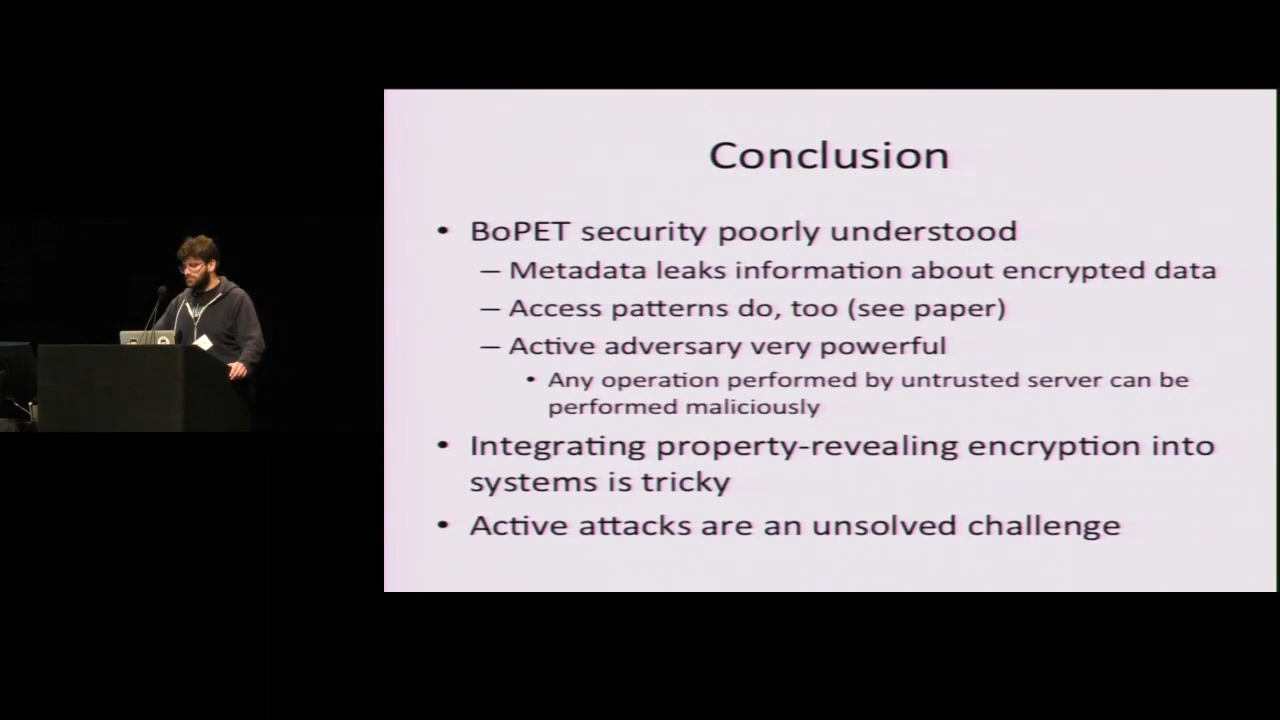 Conclusion
• BoPET security poorly understood
– Metadata leaks information about encrypted data
– Access patterns do, too (see paper)
– Active adversary very powerful
• Any operation performed by untrusted server can be
performed maliciously
• Integrating property-revealing encryption into
systems is tricky
• Active attacks are an unsolved challenge